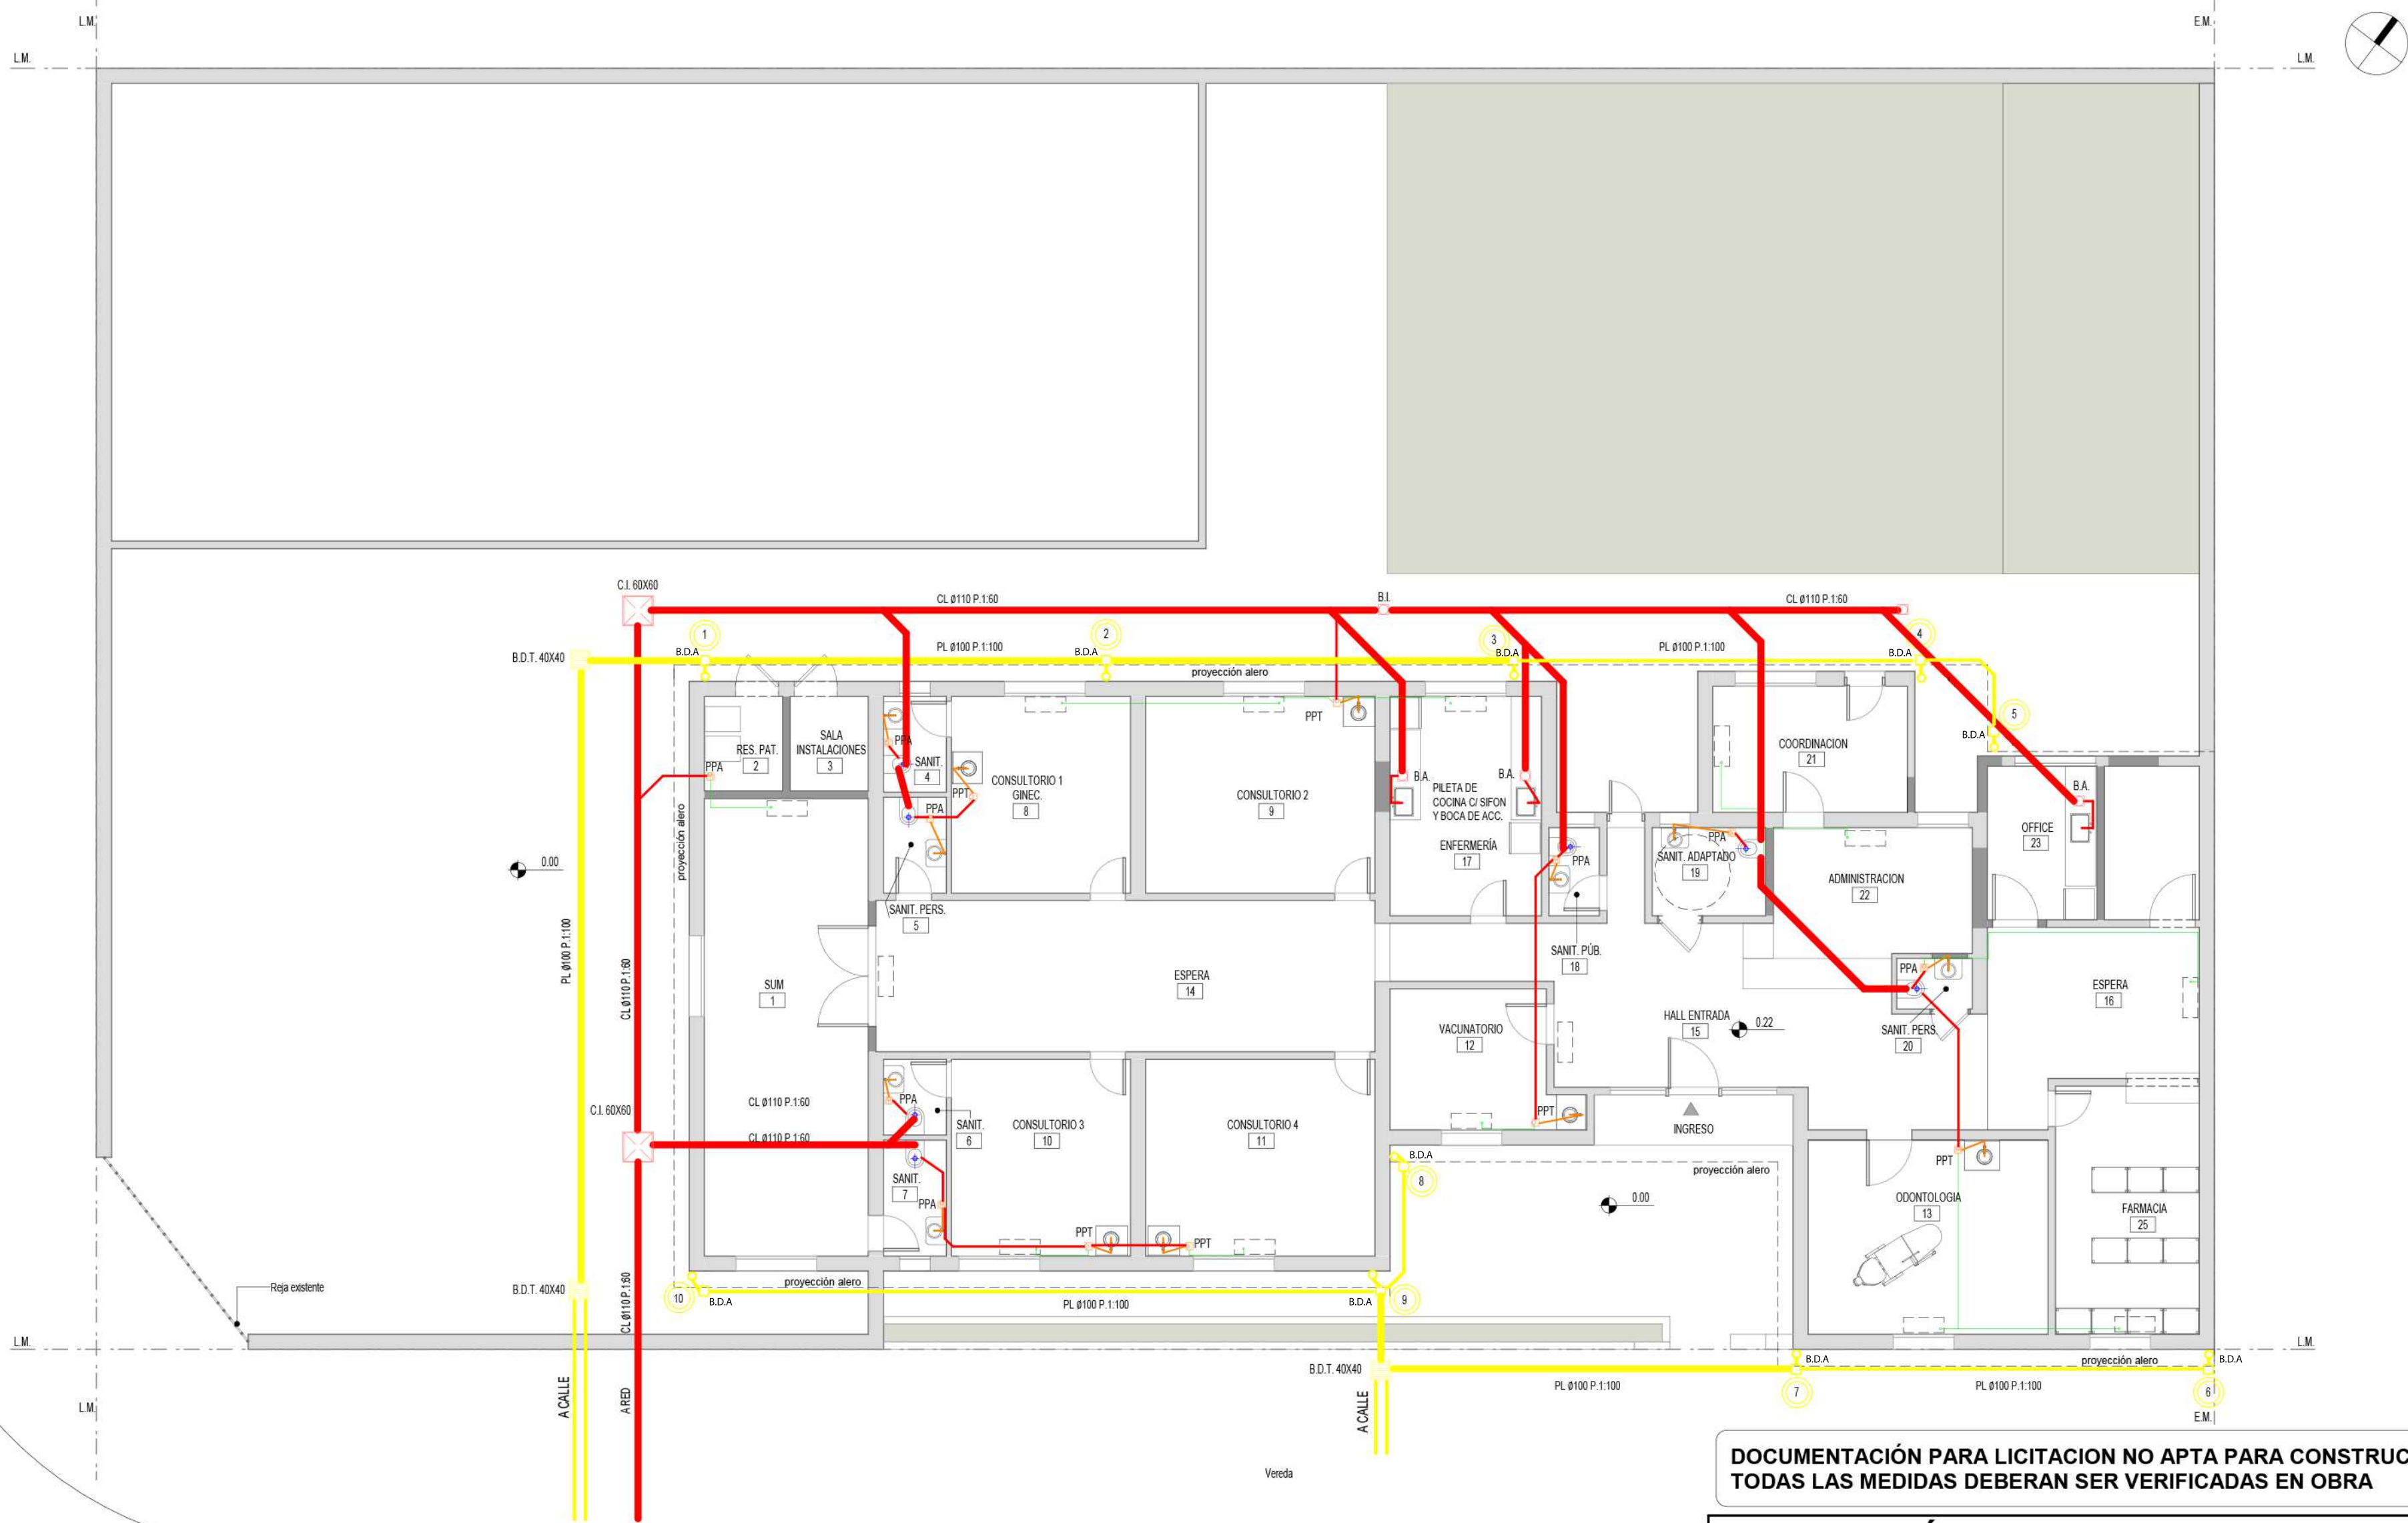 L.M.
E.M.
L.M.
L.M.
C.I. 60X60
CL Ø110 P.1:60
B.I.
CL Ø110 P.1:60
1
2
3
4
B.D.T. 40X40
B.D.A
PL Ø100 P.1:100
B.D.A
B.D.A
PL Ø100 P.1:100
B.D.A
proyección alero
5
B.D.A
PPT
PPA
RES. PAT.
2
SALA
INSTALACIONES
3
PPA
SANIT.
4
PPT
CONSULTORIO 1
GINEC.
8
CONSULTORIO 2
9
B.A.
PILETA DE
COCINA C/ SIFON
Y BOCA DE ACC.
B.A.
ENFERMERÍA
17
COORDINACION
21
B.A.
OFFICE
23
PPA
PPA
PPA
SANIT. ADAPTADO
19
ADMINISTRACION
22
proyección alero
0.00
SANIT. PERS.
5
PL Ø100 P.1:100
CL Ø110 P.1:60
SUM
1
ESPERA
14
SANIT. PÚB.
18
PPA
ESPERA
16
VACUNATORIO
12
HALL ENTRADA
15
0.22
SANIT. PERS.
20
CL Ø110 P.1:60
C.I. 60X60
CL Ø110 P.1:60
PPA
SANIT.
6
CONSULTORIO 3
10
CONSULTORIO 4
11
PPT
INGRESO
SANIT.
7
PPA
B.D.A
8
proyección alero
0.00
PPT
ODONTOLOGIA
13
FARMACIA
25
PPT
PPT
Reja existente
B.D.T. 40X40
10
B.D.A
proyección alero
PL Ø100 P.1:100
B.D.A
9
CL Ø110 P.1:60
L.M.
L.M.
B.D.T. 40X40
B.D.A
proyección alero
B.D.A
PL Ø100 P.1:100
7
PL Ø100 P.1:100
6
L.M.
A CALLE
A RED
A CALLE
E.M.
Vereda
DOCUMENTACIÓN PARA LICITACION NO APTA PARA CONSTRUC
TODAS LAS MEDIDAS DEBERAN SER VERIFICADAS EN OBRA